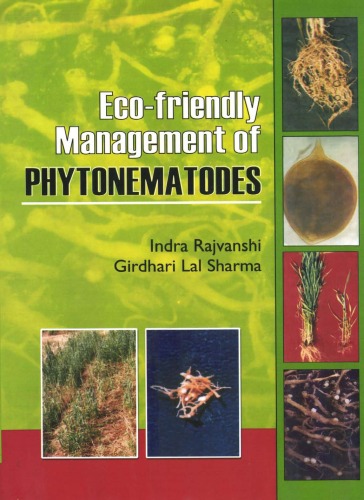 Eco-friendly
Management of
PHYTONEMATODES
Indra Rajvanshi
Girdhari Lal Sharma